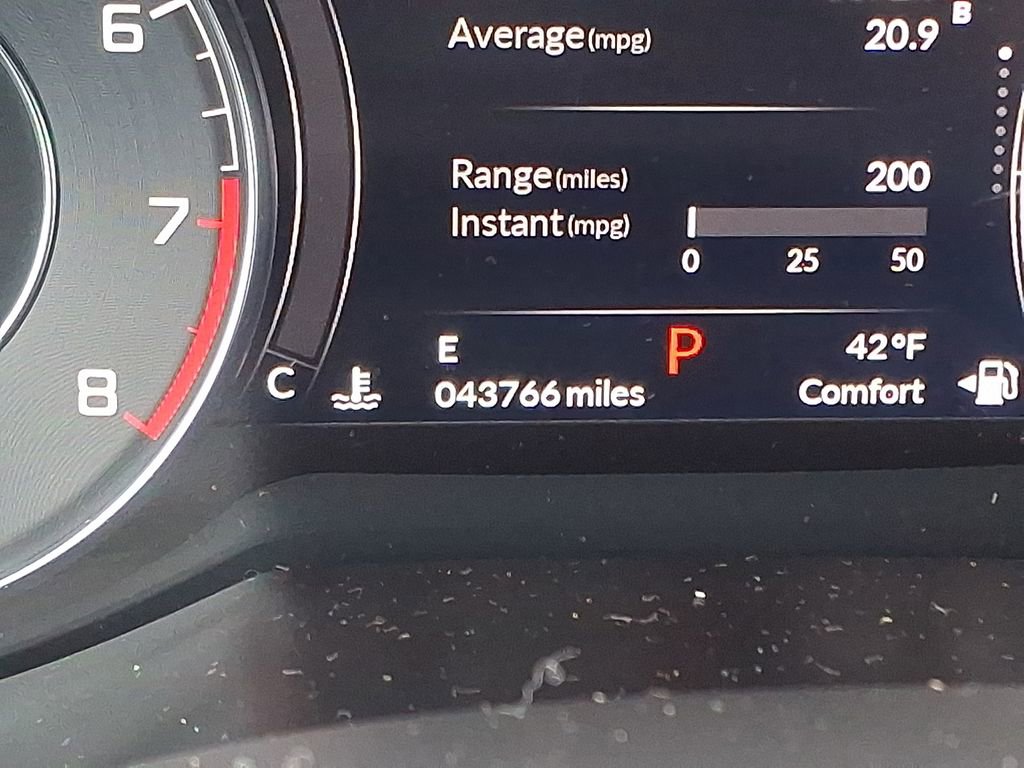 6
7
8
B
Average (mpg) 20.9
Range (miles) 200
Instant (mpg)
0 25 50
E P 42°F
C 043766 miles Comfort